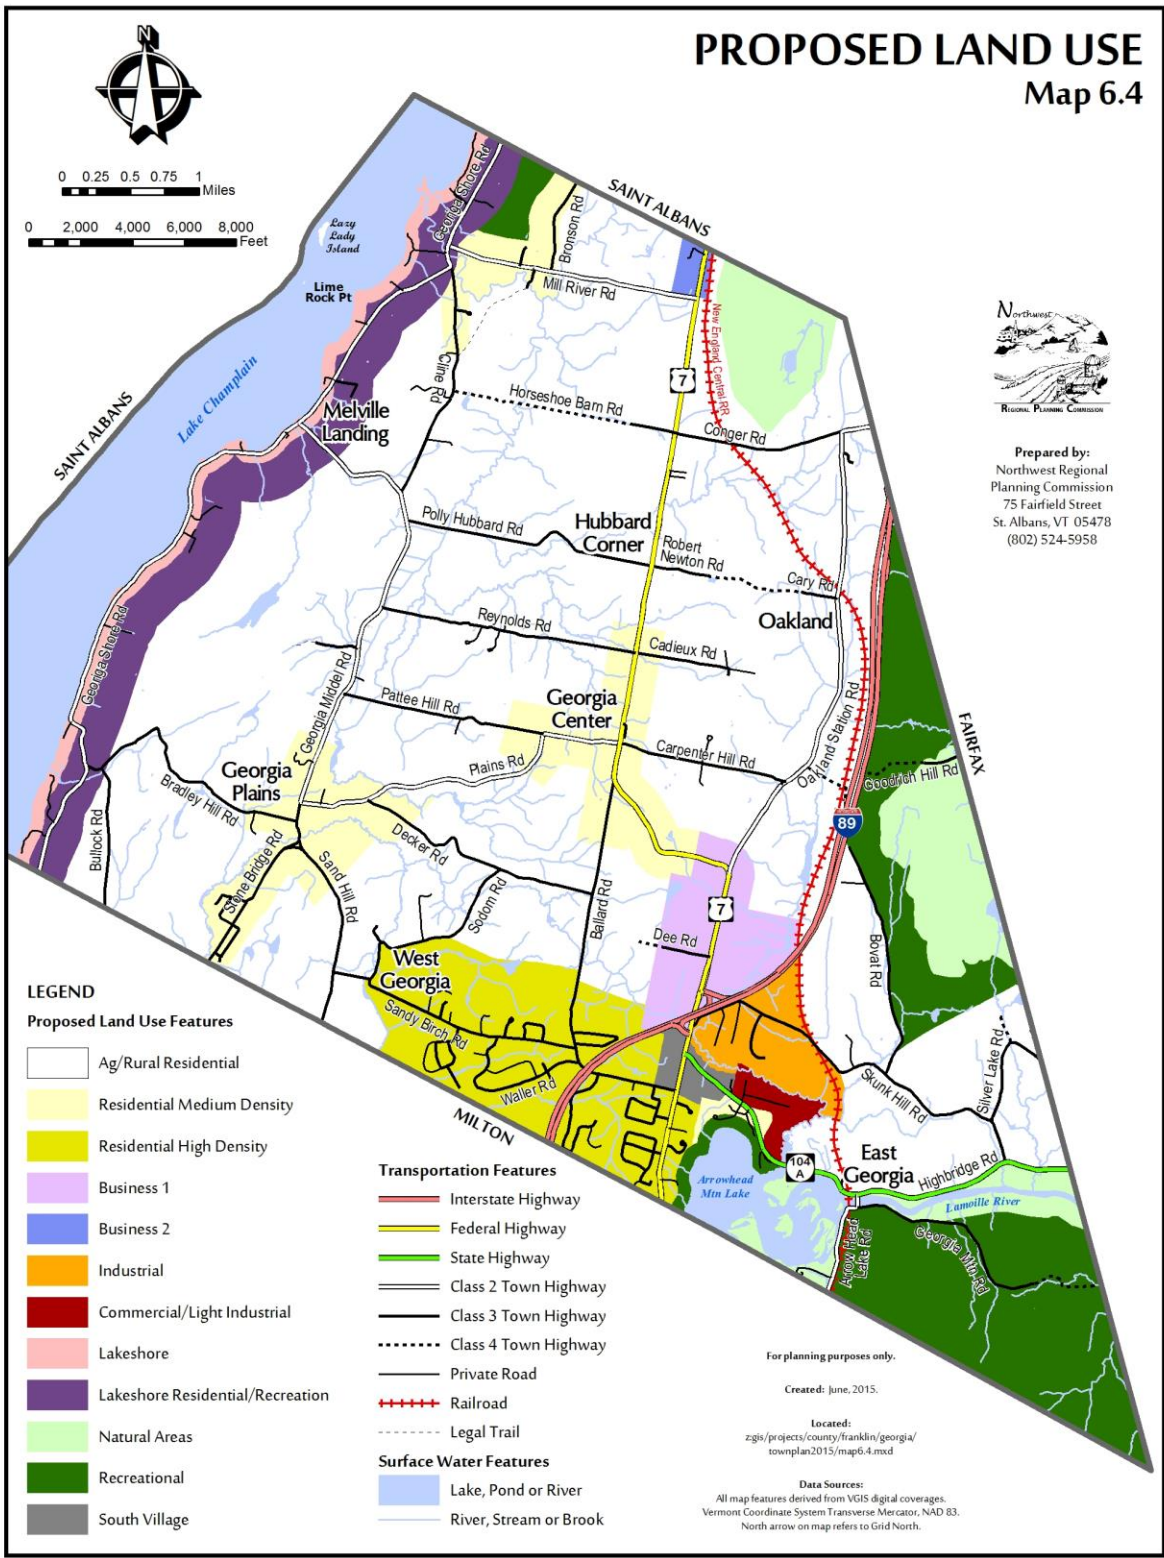 PROPOSED LAND USE
Map 6.4
N
0 0.25 0.5 0.75 1
Miles
0 2,000 4,000 6,000 8,000
Feet
SAINT ALBANS
Georgia Shore Rd
Bronson Rd
Lazy
Lady
Island
Mill River Rd
Lime
Rock Pt
New England Central RR
Northwest
REGIONAL PLANNING COMMISSION
Cline Rd
7
Lake Champlain
SAINT ALBANS
Horseshoe Barn Rd
Melville
Landing
Conger Rd
Prepared by:
Northwest Regional
Planning Commission
75 Fairfield Street
St. Albans, VT 05478
(802) 524-5958
Polly Hubbard Rd
Hubbard
Corner
Robert
Newton Rd
Cary Rd
Oakland
Reynolds Rd
Georgia Shore Rd
Cadieux Rd
Georgia Middel Rd
Pattee Hill Rd
Georgia
Center
Oakland Station Rd
FAIRFAX
Carpenter Hill Rd
Plains Rd
Georgia
Plains
Goodrich Hill Rd
Bradley Hill Rd
89
Bullock Rd
Decker Rd
Stone Bridge Rd
Sand Hill Rd
Sodom Rd
Ballard Rd
7
Dee Rd
Bovat Rd
West
Georgia
Sandy Birch Rd
Silver Lake Rd
Skunk Hill Rd
Waller Rd
MILTON
East
Georgia
104
A
Highbridge Rd
Arrowhead
Mtn Lake
Lamoille River
Arrow Head
Lake Rd
Georgia Mtn Rd
LEGEND
Proposed Land Use Features
Ag/Rural Residential
Residential Medium Density
Residential High Density
Business 1
Business 2
Industrial
Commercial/Light Industrial
Lakeshore
Lakeshore Residential/Recreation
Natural Areas
Recreational
South Village
Transportation Features
Interstate Highway
Federal Highway
State Highway
Class 2 Town Highway
Class 3 Town Highway
Class 4 Town Highway
Private Road
Railroad
Legal Trail
Surface Water Features
Lake, Pond or River
River, Stream or Brook
For planning purposes only.
Created: June, 2015.
Located:
z:gis/projects/county/franklin/georgia/
townplan2015/map6.4.mxd
Data Sources:
All map features derived from VGIS digital coverages.
Vermont Coordinate System Transverse Mercator, NAD 83.
North arrow on map refers to Grid North.